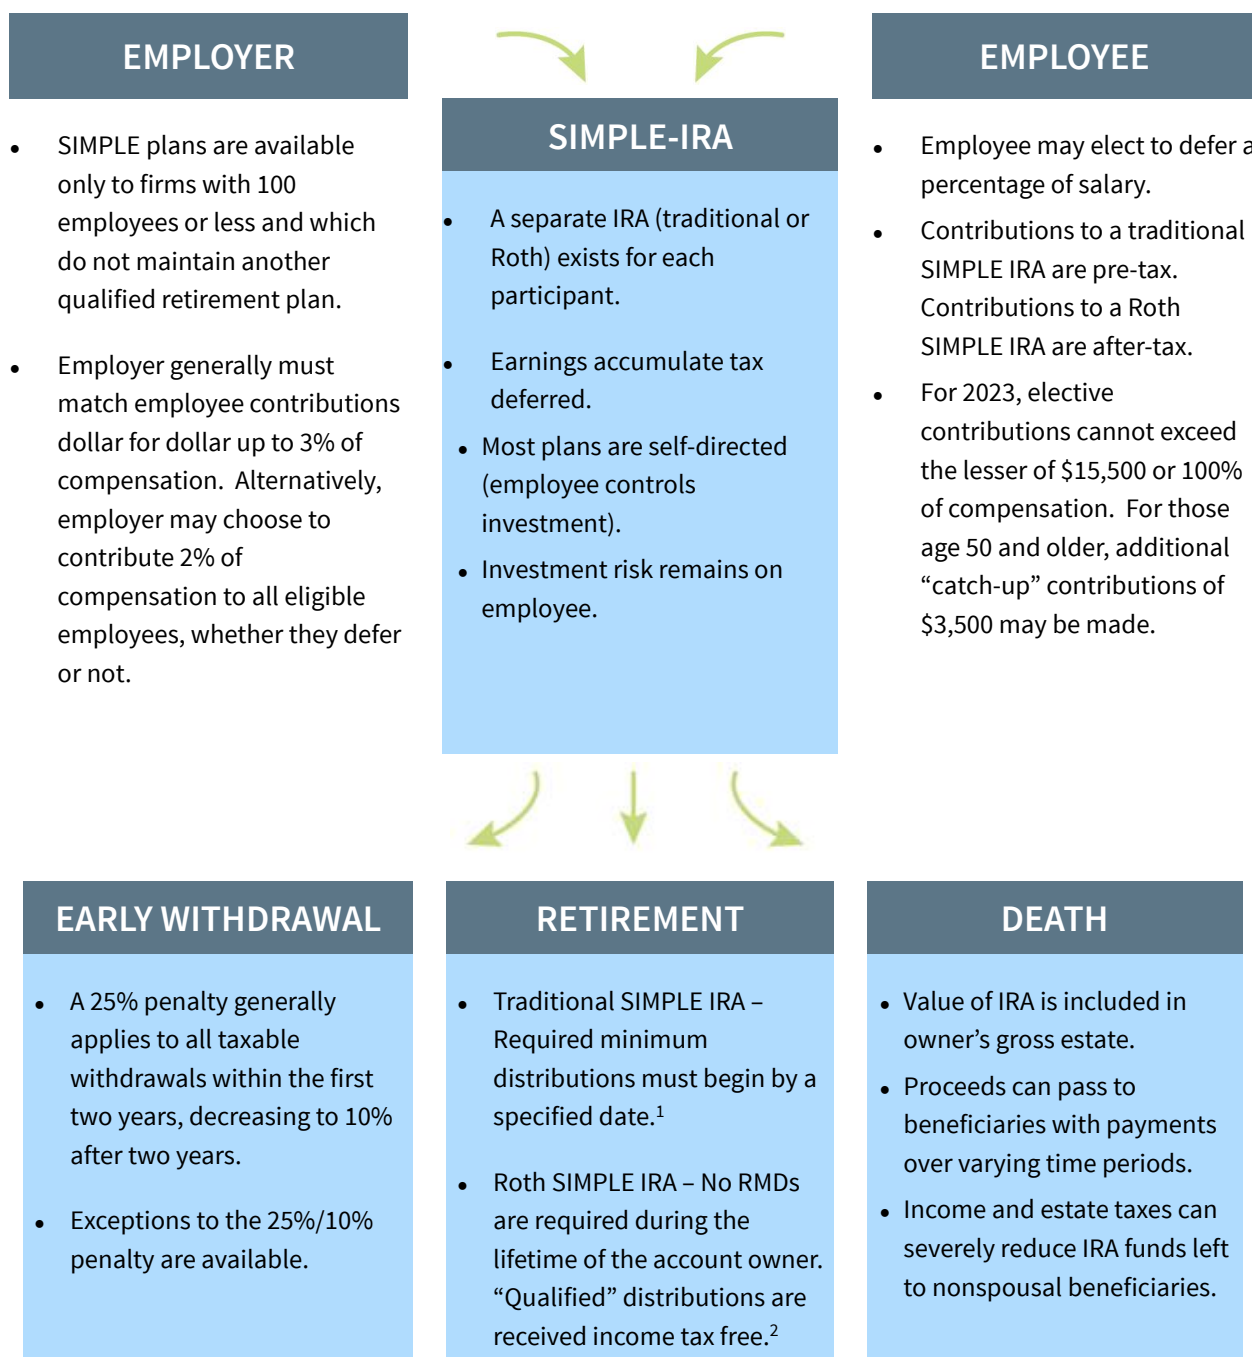 EMPLOYER
SIMPLE plans are available
only to firms with 100
employees or less and which
do not maintain another
qualified retirement plan.
Employer generally must
match employee contributions
dollar for dollar up to 3% of
compensation.  Alternatively,
employer may choose to
contribute 2% of
compensation to all eligible
employees, whether they defer
or not.
SIMPLE-IRA
A separate IRA (traditional or
Roth) exists for each
participant.
Earnings accumulate tax
deferred.
Most plans are self-directed
(employee controls
investment).
Investment risk remains on
employee.
EMPLOYEE
Employee may elect to defer a
percentage of salary.
Contributions to a traditional
SIMPLE IRA are pre-tax.
Contributions to a Roth
SIMPLE IRA are after-tax.
For 2023, elective
contributions cannot exceed
the lesser of $15,500 or 100%
of compensation.  For those
age 50 and older, additional
“catch-up” contributions of
$3,500 may be made.
EARLY WITHDRAWAL
A 25% penalty generally
applies to all taxable
withdrawals within the first
two years, decreasing to 10%
after two years.
Exceptions to the 25%/10%
penalty are available.
RETIREMENT
Traditional SIMPLE IRA –
Required minimum
distributions must begin by a
specified date.¹
Roth SIMPLE IRA – No RMDs
are required during the
lifetime of the account owner.
“Qualified” distributions are
received income tax free.²
DEATH
Value of IRA is included in
owner’s gross estate.
Proceeds can pass to
beneficiaries with payments
over varying time periods.
Income and estate taxes can
severely reduce IRA funds left
to nonspousal beneficiaries.